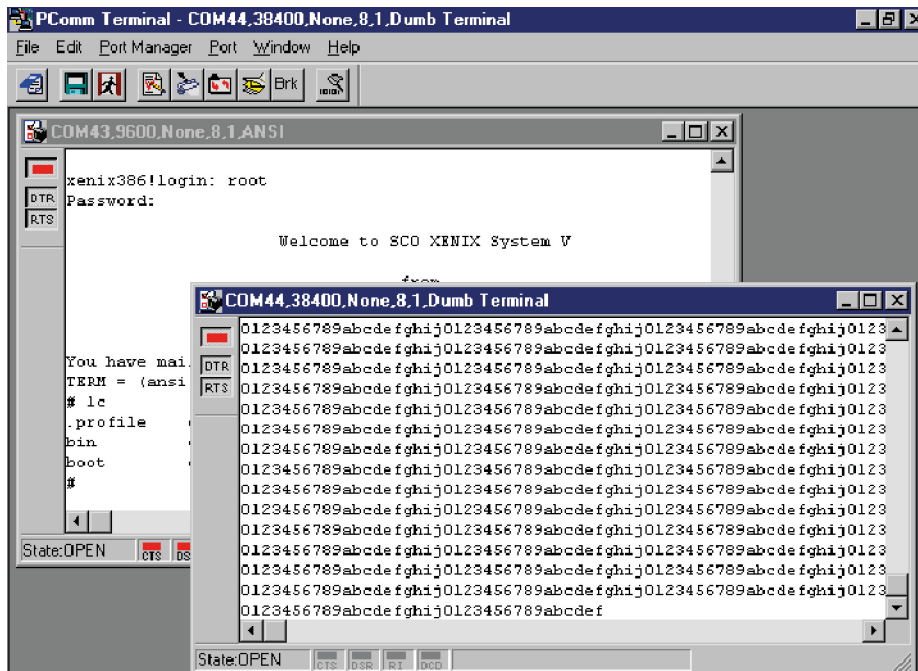 PComm Terminal - COM44,38400,None,8,1,Dumb Terminal
File Edit Port Manager Port Window Help
Brk
COM43,9600,None,8,1,ANSI
DTR
RTS
xenix386!login: root
Password:
Welcome to SCO XENIX System V
from
You have mai
TERM = (ansi
# lc
.profile
bin
boot
#
State:OPEN CTS DS
COM44,38400,None,8,1,Dumb Terminal
DTR
RTS
0123456789abcdefghij0123456789abcdefghij0123456789abcdefghij0123
0123456789abcdefghij0123456789abcdefghij0123456789abcdefghij0123
0123456789abcdefghij0123456789abcdefghij0123456789abcdefghij0123
0123456789abcdefghij0123456789abcdefghij0123456789abcdefghij0123
0123456789abcdefghij0123456789abcdefghij0123456789abcdefghij0123
0123456789abcdefghij0123456789abcdefghij0123456789abcdefghij0123
0123456789abcdefghij0123456789abcdefghij0123456789abcdefghij0123
0123456789abcdefghij0123456789abcdefghij0123456789abcdefghij0123
0123456789abcdefghij0123456789abcdefghij0123456789abcdefghij0123
0123456789abcdefghij0123456789abcdefghij0123456789abcdefghij0123
0123456789abcdefghij0123456789abcdefghij0123456789abcdefghij0123
0123456789abcdefghij0123456789abcdefghij0123456789abcdefghij0123
0123456789abcdefghij0123456789abcdefghij0123456789abcdefghij0123
0123456789abcdefghij0123456789abcdefghij0123456789abcdefghij0123
0123456789abcdefghij0123456789abcdef
State:OPEN CTS DSR RI DCD